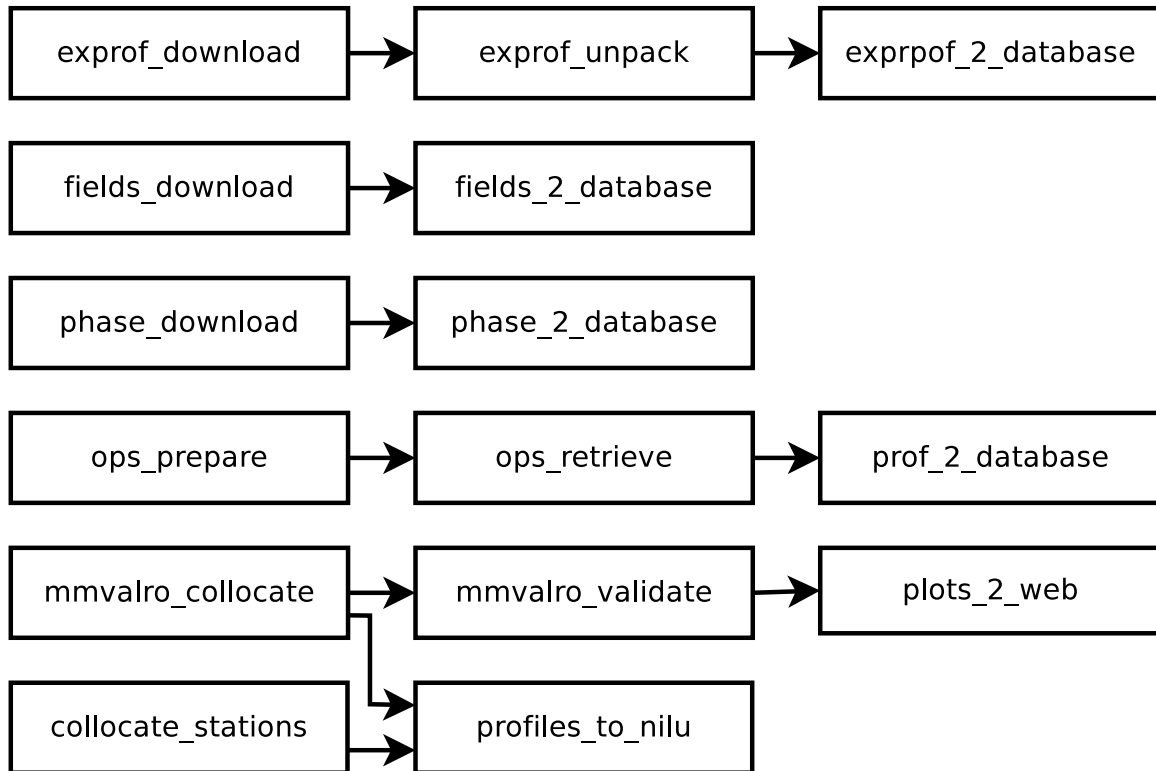 exprof_download
exprof_unpack
exprpof_2_database
fields_download
fields_2_database
phase_download
phase_2_database
ops_prepare
ops_retrieve
prof_2_database
mmvalro_collocate
mmvalro_validate
plots_2_web
collocate_stations
profiles_to_nilu